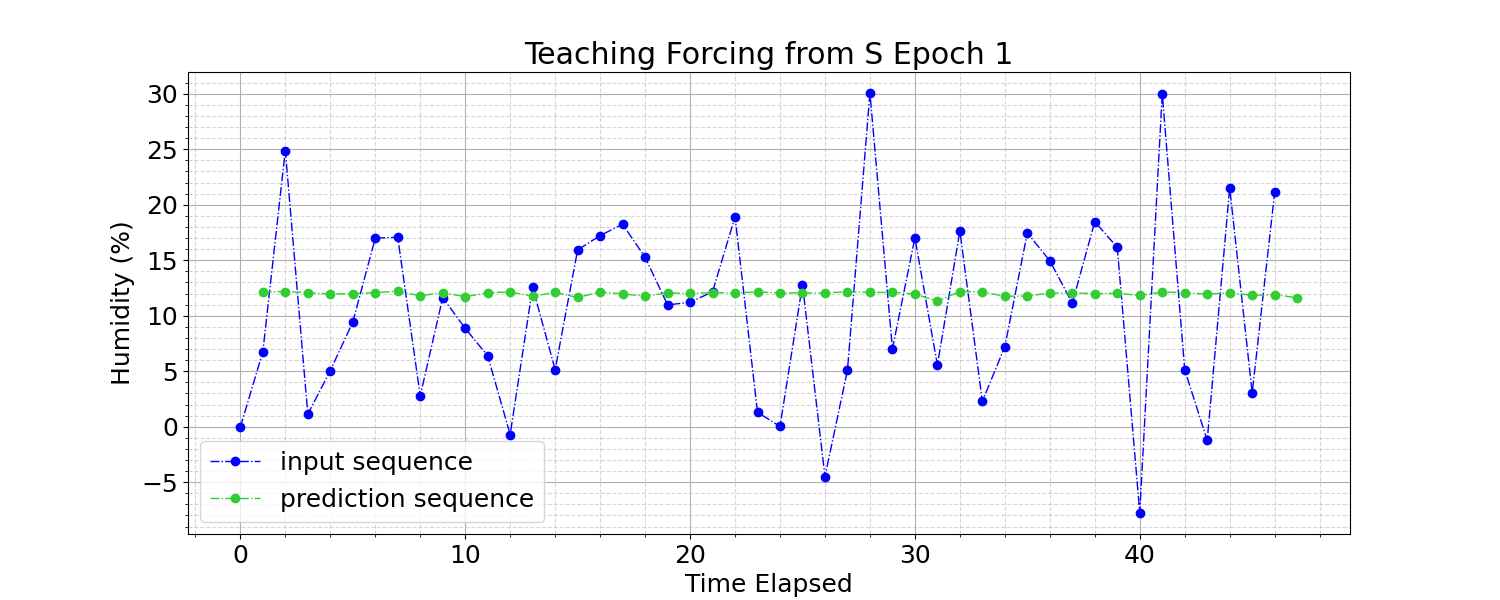 Teaching Forcing from S Epoch 1
Humidity (%)
30
25
20
15
10
5
0
−5
input sequence
prediction sequence
0 10 20 30 40
Time Elapsed